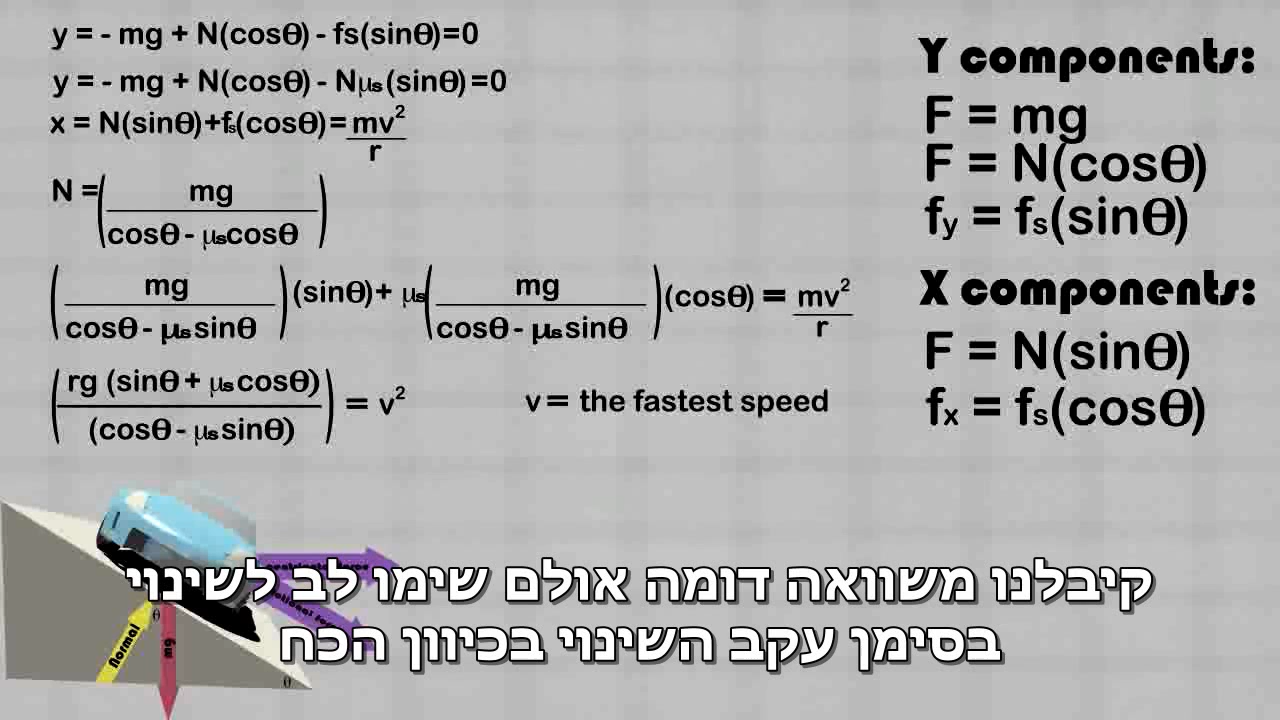 y = - mg + N(cosθ) - fs(sinθ)=0
y = - mg + N(cosθ) - Nμs(sinθ)=0
x = N(sinθ)+fs(cosθ)= mv²
r
N = ( mg )
cosθ - μscosθ
( mg ) (sinθ)+ μs ( mg ) (cosθ) = mv²
cosθ - μssinθ cosθ - μssinθ r
( rg (sinθ + μscosθ) ) = v² v = the fastest speed
(cosθ - μssinθ)
Y components:
F = mg
F = N(cosθ)
fy = fs(sinθ)
X components:
F = N(sinθ)
fx = fs(cosθ)
Normal
mg
θ
θ
קיבלנו משוואה דומה אולם שימו לב לשינוי
בסימן עקב השינוי בכיוון הכח